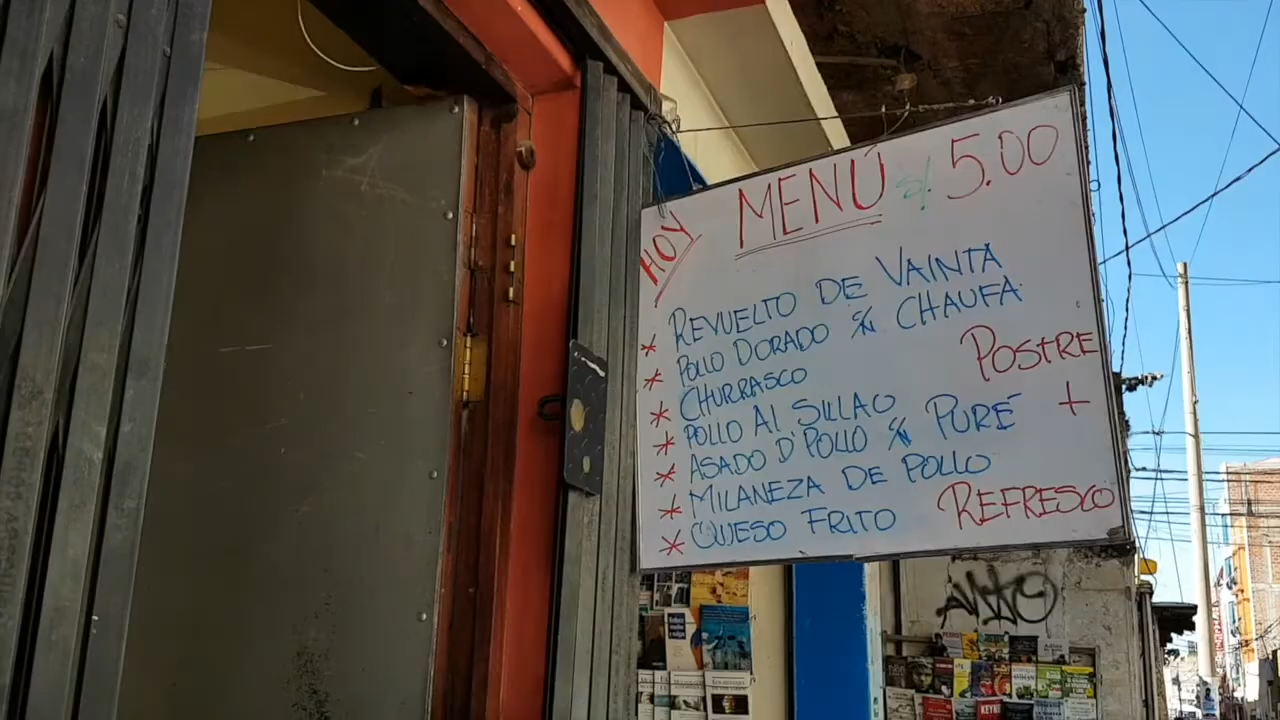 HOY MENÚ s/. 5.00
* REVUELTO DE VAINTA
* POLLO DORADO c/n CHAUFA
* CHURRASCO
* POLLO Al SILLAO
* ASADO D' POLLO c/n PURÉ
* MILANEZA DE POLLO
* QUESO FRITO
POSTRE
+
REFRESCO